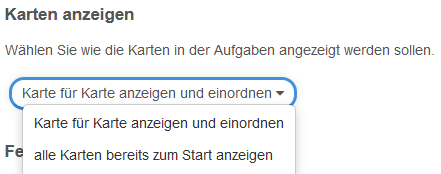 Karten anzeigen
Wählen Sie wie die Karten in der Aufgaben angezeigt werden sollen.
Karte für Karte anzeigen und einordnen
Karte für Karte anzeigen und einordnen
alle Karten bereits zum Start anzeigen